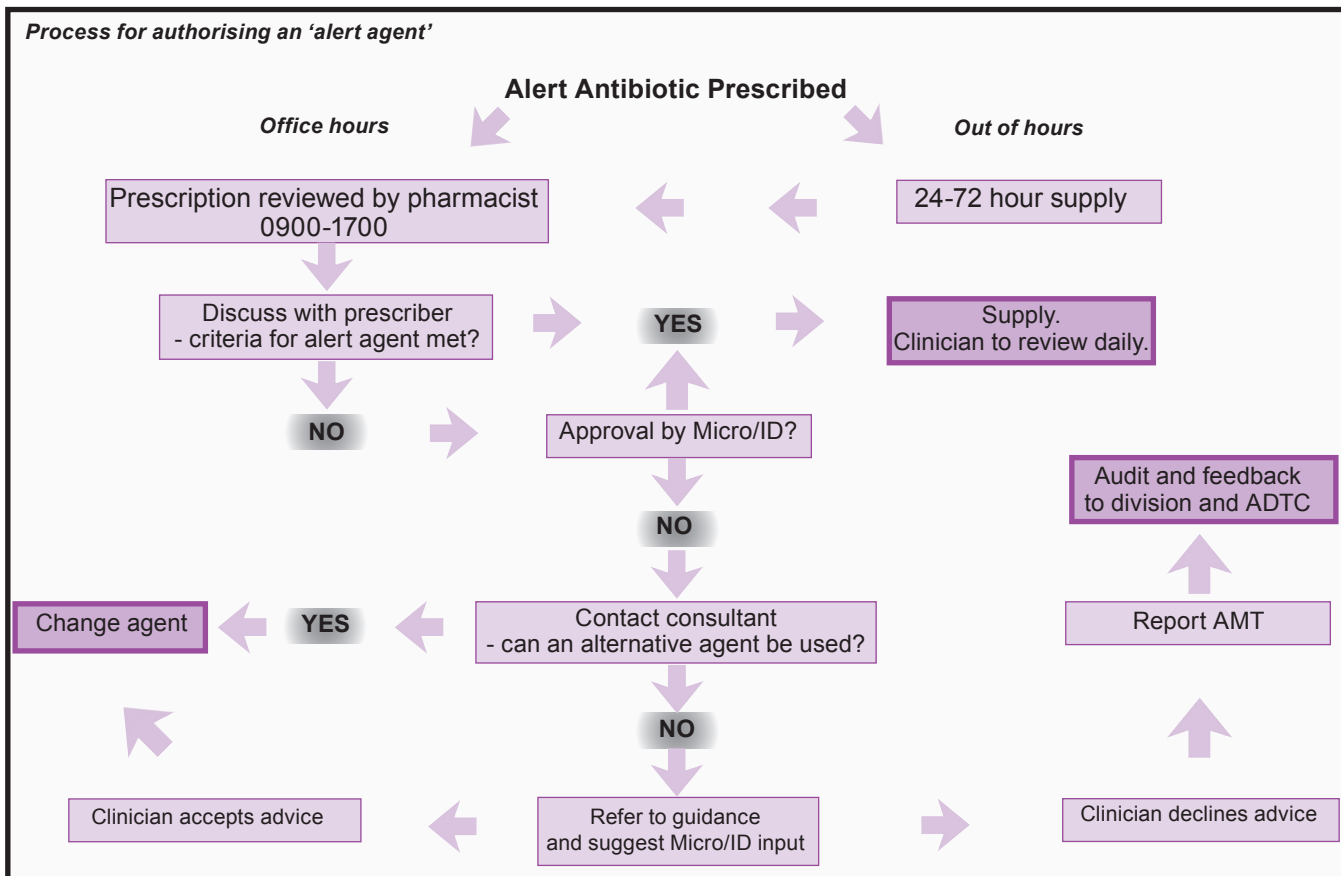 Process for authorising an ‘alert agent’
Alert Antibiotic Prescribed
Office hours
Out of hours
Prescription reviewed by pharmacist
0900-1700
24-72 hour supply
Discuss with prescriber
- criteria for alert agent met?
YES
Supply.
Clinician to review daily.
NO
Approval by Micro/ID?
Audit and feedback
to division and ADTC
NO
Change agent
YES
Contact consultant
- can an alternative agent be used?
Report AMT
NO
Clinician accepts advice
Refer to guidance
and suggest Micro/ID input
Clinician declines advice